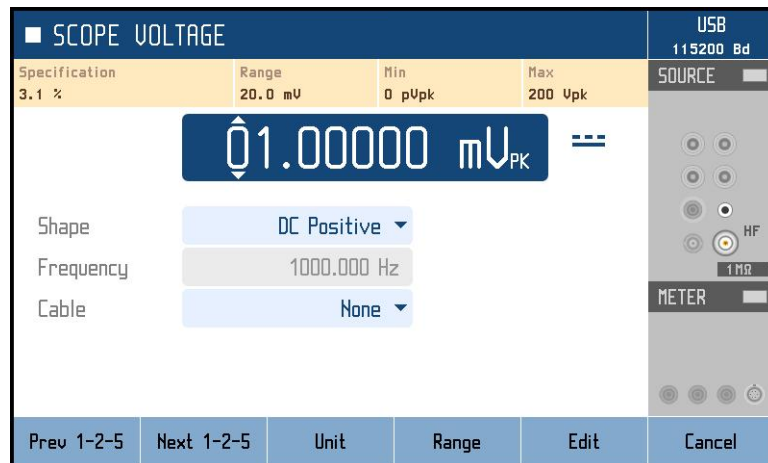 SCOPE VOLTAGE
USB
115200 Bd
Specification Range Min Max
3.1 % 20.0 mV 0 pVpk 200 Vpk
SOURCE
01.00000 mVPK
Shape DC Positive
HF
Frequency 1000.000 Hz
1MΩ
Cable None
METER
Prev 1-2-5 Next 1-2-5 Unit Range Edit Cancel